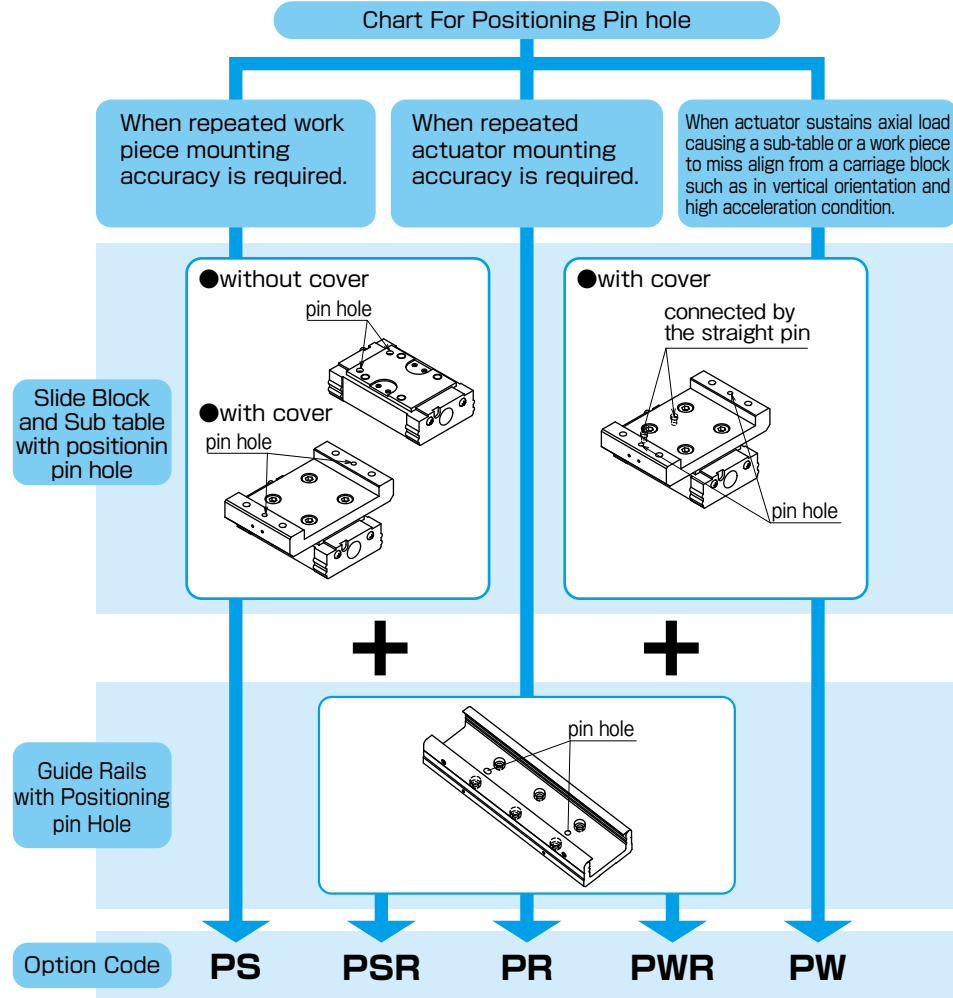 Chart For Positioning Pin hole
When repeated work
piece mounting
accuracy is required.
When repeated
actuator mounting
accuracy is required.
When actuator sustains axial load
causing a sub-table or a work piece
to miss align from a carriage block
such as in vertical orientation and
high acceleration condition.
Slide Block
and Sub table
with positionin
pin hole
●without cover
pin hole
●with cover
pin hole
●with cover
connected by
the straight pin
pin hole
+
+
Guide Rails
with Positioning
pin Hole
pin hole
Option Code
PS
PSR
PR
PWR
PW